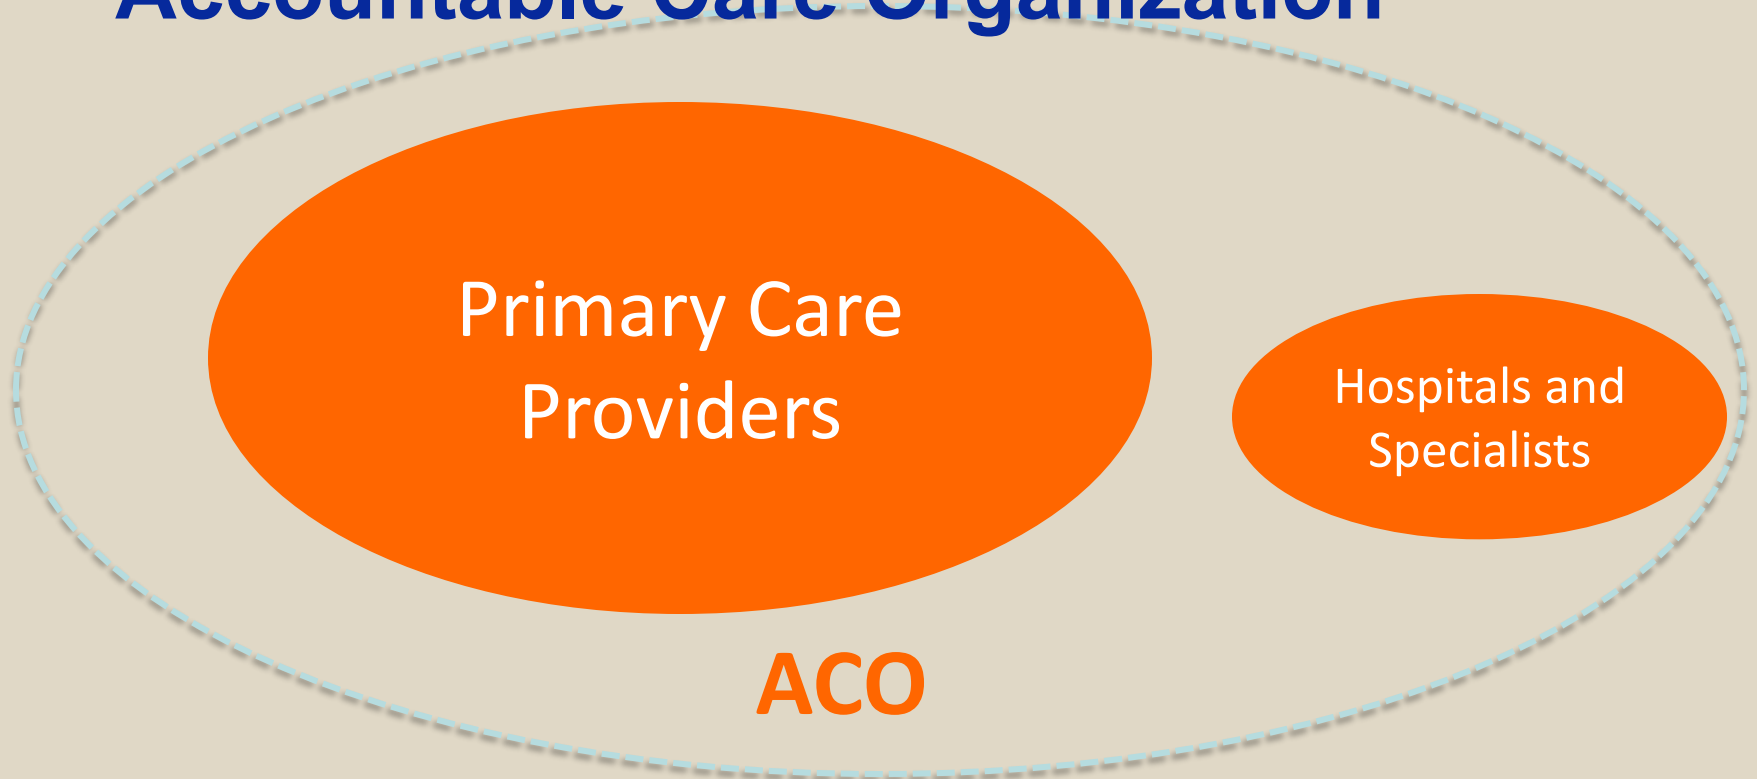 Accountable Care Organization
Primary Care
Providers
Hospitals and
Specialists
ACO